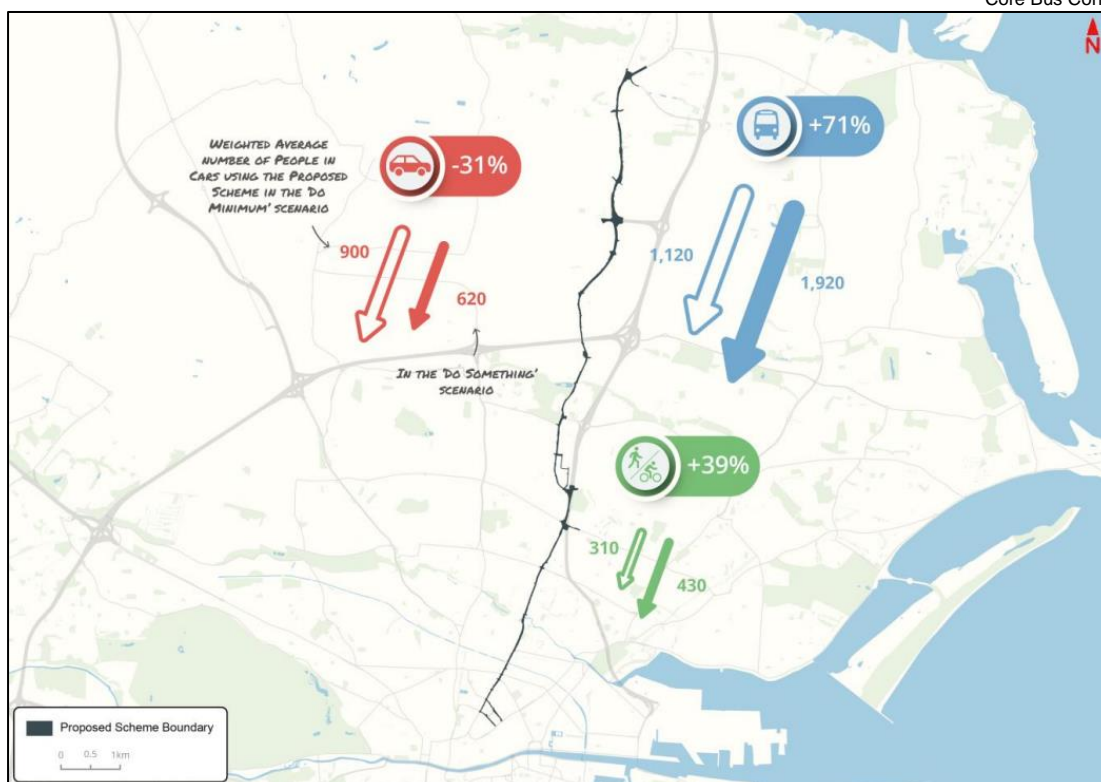 Core Bus Con
N
-31%
+71%
WEIGHTED AVERAGE
NUMBER OF PEOPLE IN
CARS USING THE PROPOSED
SCHEME IN THE 'DO
MINIMUM' SCENARIO
900
620
1,120
1,920
IN THE 'DO SOMETHING'
SCENARIO
+39%
310
430
Proposed Scheme Boundary
0 0.5 1km